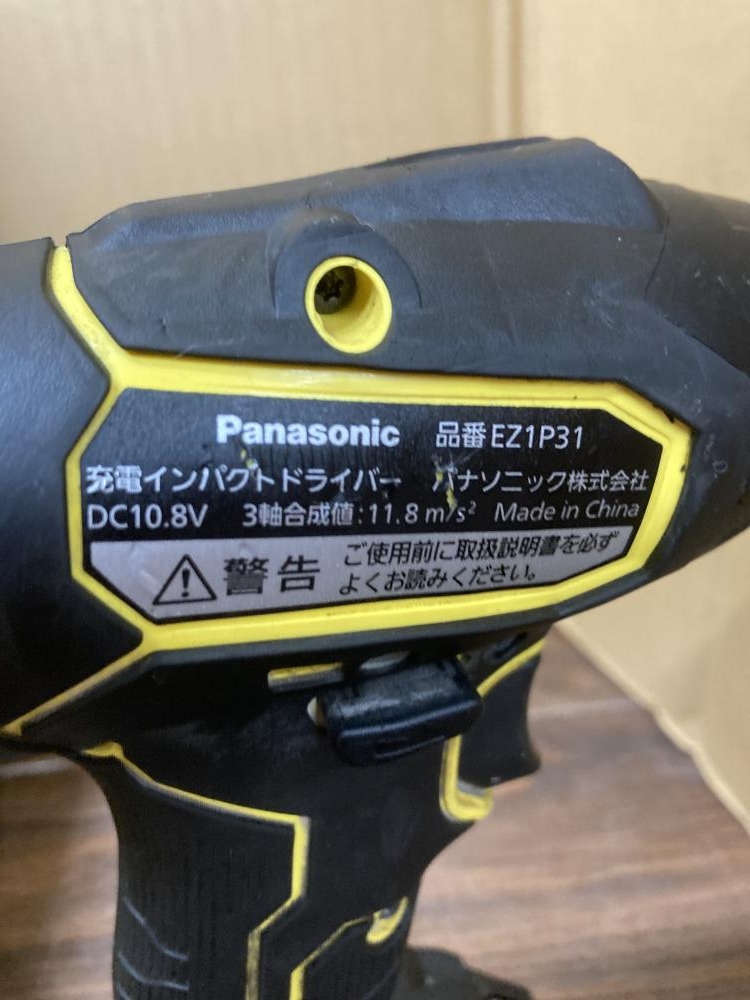 Panasonic 品番 EZ1P31
充電インパクトドライバー パナソニック株式会社
DC10.8V 3軸合成値:11.8 m/s² Made in China
警告 ご使用前に取扱説明書を必ず
よくお読みください。